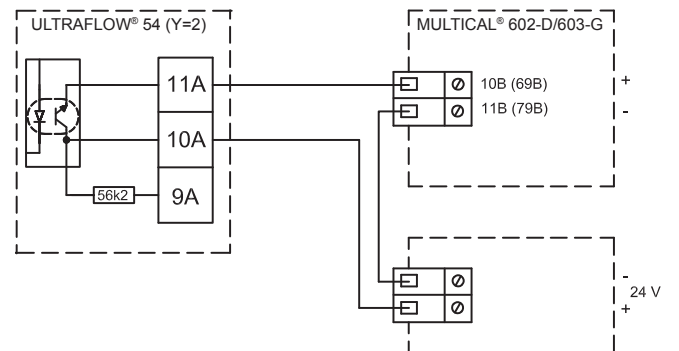 ULTRAFLOW® 54 (Y=2)
11A
10A
9A
56k2
MULTICAL® 602-D/603-G
10B (69B)
+
11B (79B)
-
-
24 V
+